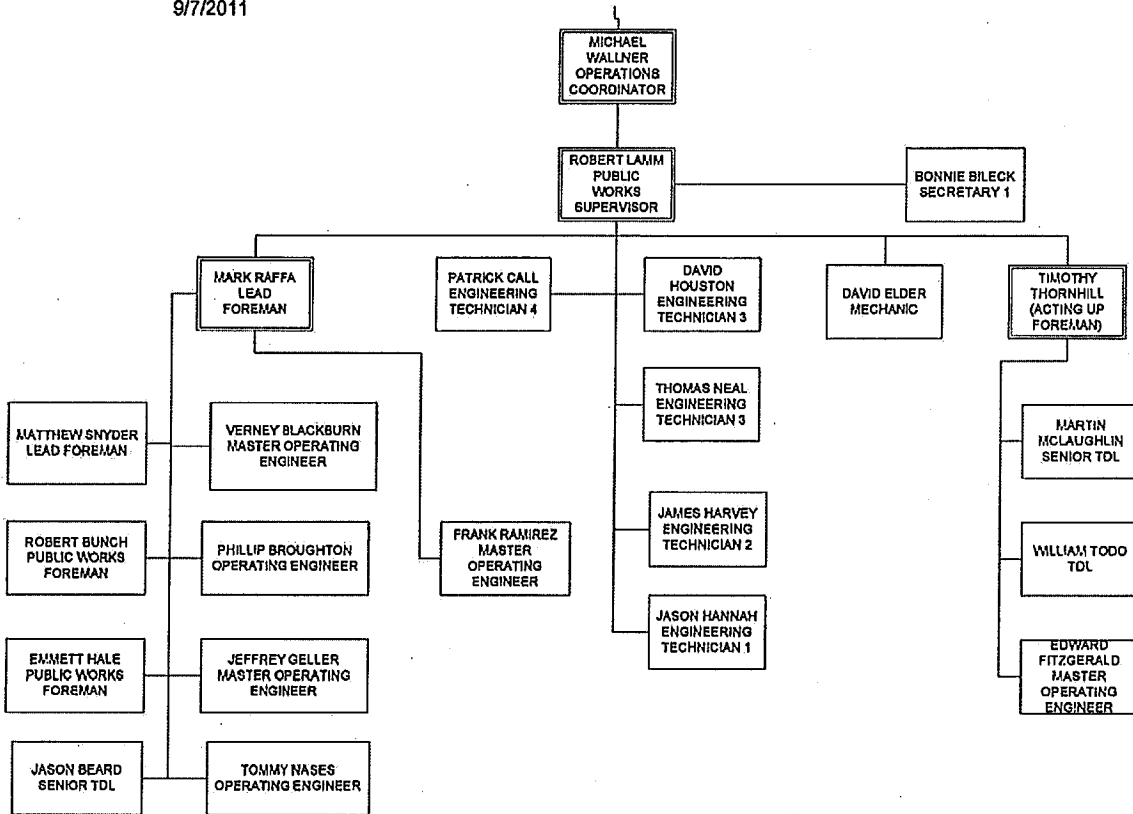 9/7/2011
MICHAEL
WALLNER
OPERATIONS
COORDINATOR
ROBERT LAMM
PUBLIC
WORKS
SUPERVISOR
BONNIE BILECK
SECRETARY 1
MARK RAFFA
LEAD
FOREMAN
PATRICK CALL
ENGINEERING
TECHNICIAN 4
DAVID
HOUSTON
ENGINEERING
TECHNICIAN 3
DAVID ELDER
MECHANIC
TIMOTHY
THORNHILL
(ACTING UP
FOREMAN)
THOMAS NEAL
ENGINEERING
TECHNICIAN 3
MATTHEW SNYDER
LEAD FOREMAN
VERNEY BLACKBURN
MASTER OPERATING
ENGINEER
MARTIN
MCLAUGHLIN
SENIOR TDL
ROBERT BUNCH
PUBLIC WORKS
FOREMAN
PHILLIP BROUGHTON
OPERATING ENGINEER
FRANK RAMIREZ
MASTER
OPERATING
ENGINEER
JAMES HARVEY
ENGINEERING
TECHNICIAN 2
WILLIAM TODD
TDL
EMMETT HALE
PUBLIC WORKS
FOREMAN
JEFFREY GELLER
MASTER OPERATING
ENGINEER
JASON HANNAH
ENGINEERING
TECHNICIAN 1
EDWARD
FITZGERALD
MASTER
OPERATING
ENGINEER
JASON BEARD
SENIOR TDL
TOMMY NASES
OPERATING ENGINEER